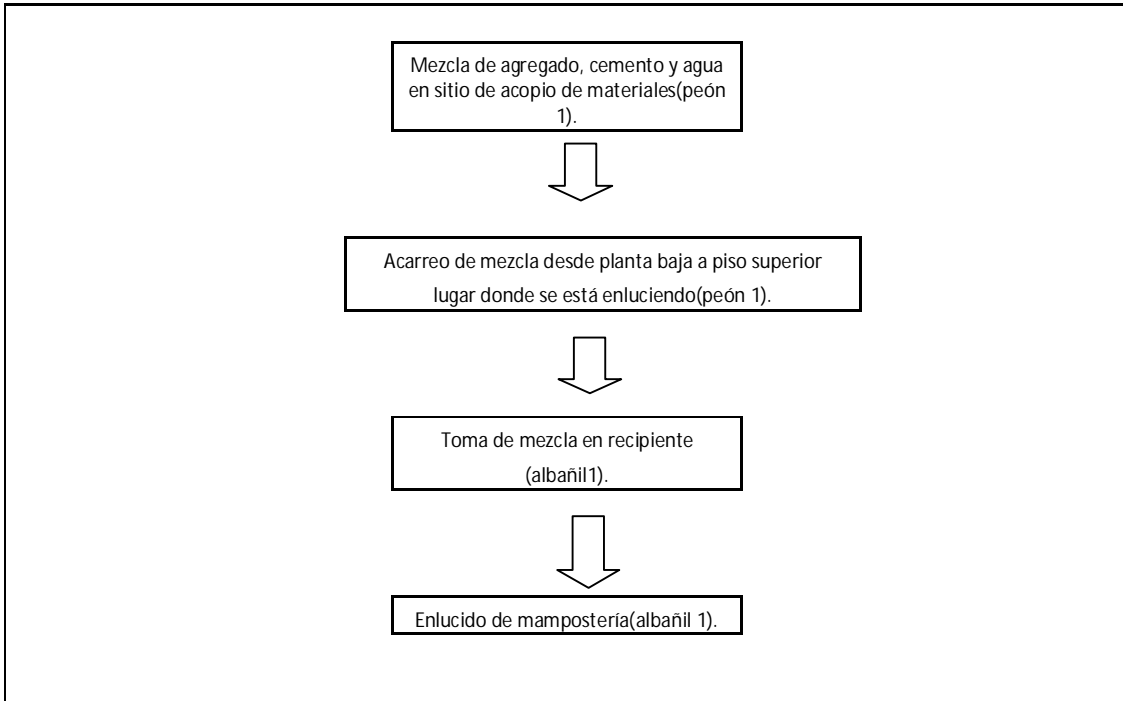 Mezcla de agregado, cemento y agua
en sitio de acopio de materiales(peón
1).
Acarreo de mezcla desde planta baja a piso superior
lugar donde se está enluciendo(peón 1).
Toma de mezcla en recipiente
(albañil1).
Enlucido de mampostería(albañil 1).